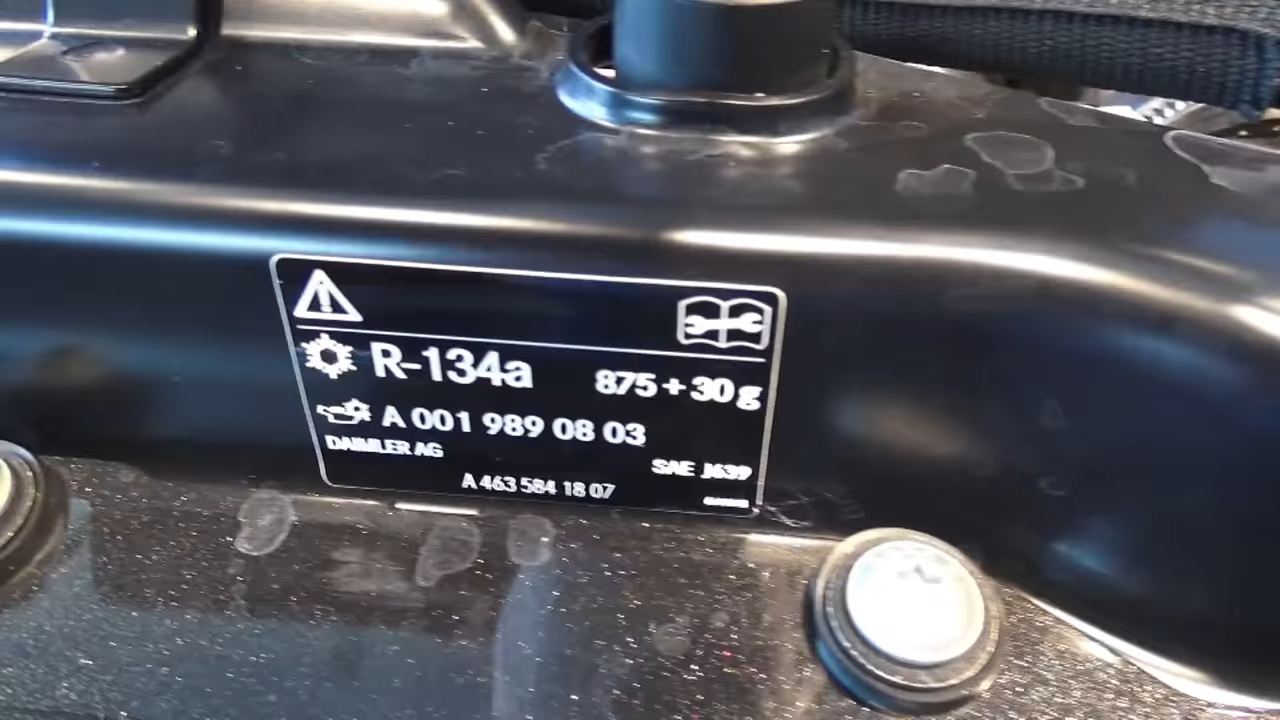 R-134a 875 + 30 g
A 001 989 08 03
DAIMLER AG
SAE J639
A 463 584 18 07